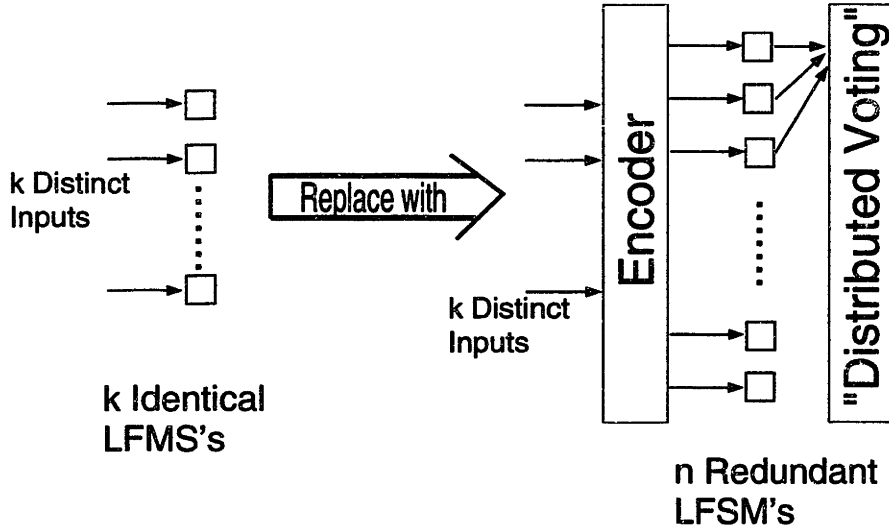 k Distinct
Inputs
k Identical
LFMS's
Replace with
k Distinct
Inputs
Encoder
"Distributed Voting"
n Redundant
LFSM's